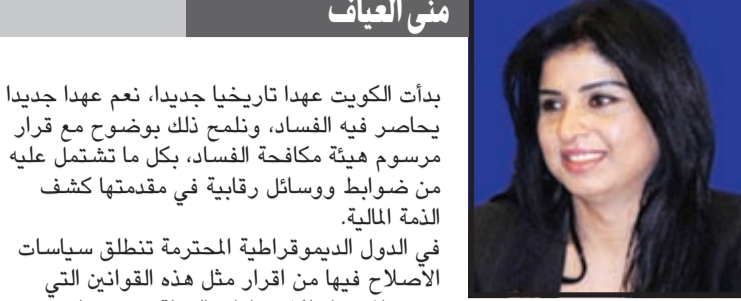 منى العياف
بدأت الكويت عهدا تاريخيا جديدا، نعم عهدا جديدا
يحاصر فيه الفساد، ونلمح ذلك بوضوح مع قرار
مرسوم هيئة مكافحة الفساد، بكل ما تشتمل عليه
من ضوابط ووسائل رقابية في مقدمتها كشف
الذمة المالية.
في الدول الديموقراطية المحترمة تنطلق سياسات
الاصلاح فيها من اقرار مثل هذه القوانين التي